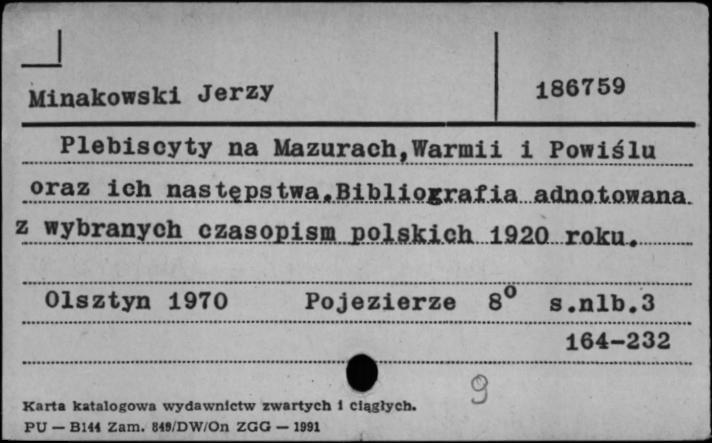 Minakowski Jerzy 186759
Plebiscyty na Mazurach,Warmii i Powiślu
oraz ich następstwa.Bibliografia adnotowana
z wybranych czasopism polskich 1920 roku.
Olsztyn 1970 Pojezierze 8° s.nlb.3
164-232
9
Karta katalogowa wydawnictw zwartych i ciągłych.
PU — B144 Zam. 849/DW/On ZGG — 1991